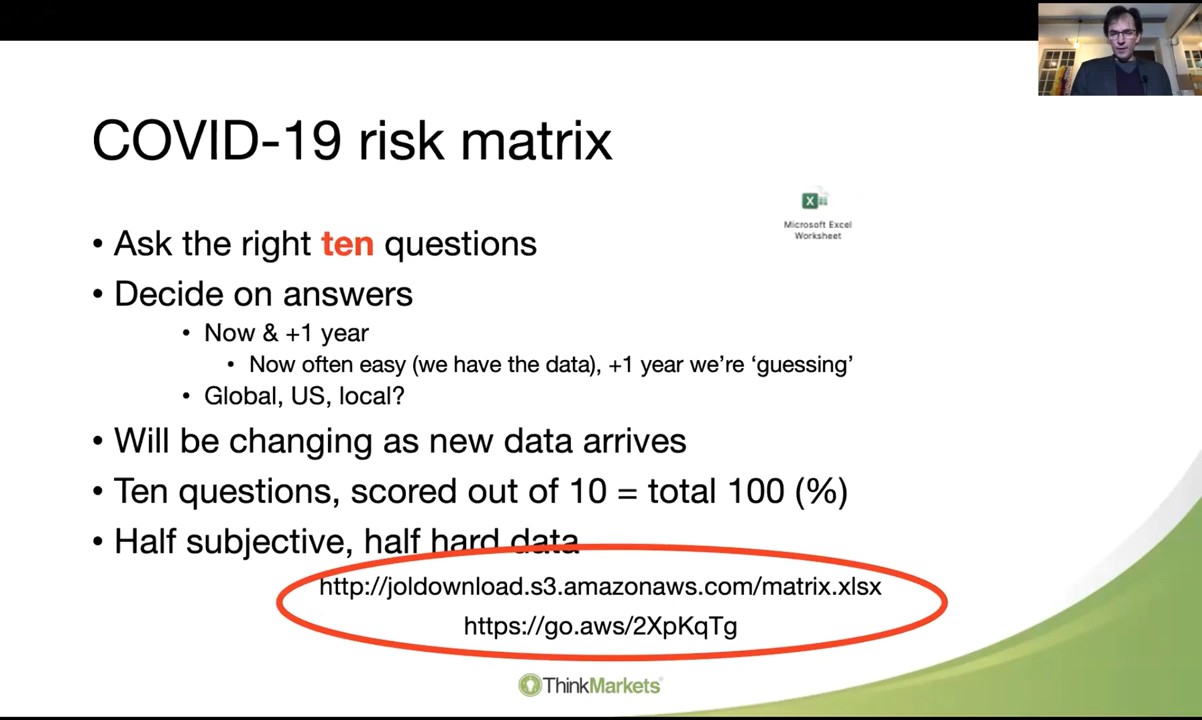 COVID-19 risk matrix
Microsoft Excel
Worksheet
• Ask the right ten questions
• Decide on answers
• Now & +1 year
• Now often easy (we have the data), +1 year we’re ‘guessing’
• Global, US, local?
• Will be changing as new data arrives
• Ten questions, scored out of 10 = total 100 (%)
• Half subjective, half hard data
http://joldownload.s3.amazonaws.com/matrix.xlsx
https://go.aws/2XpKqTg
ThinkMarkets